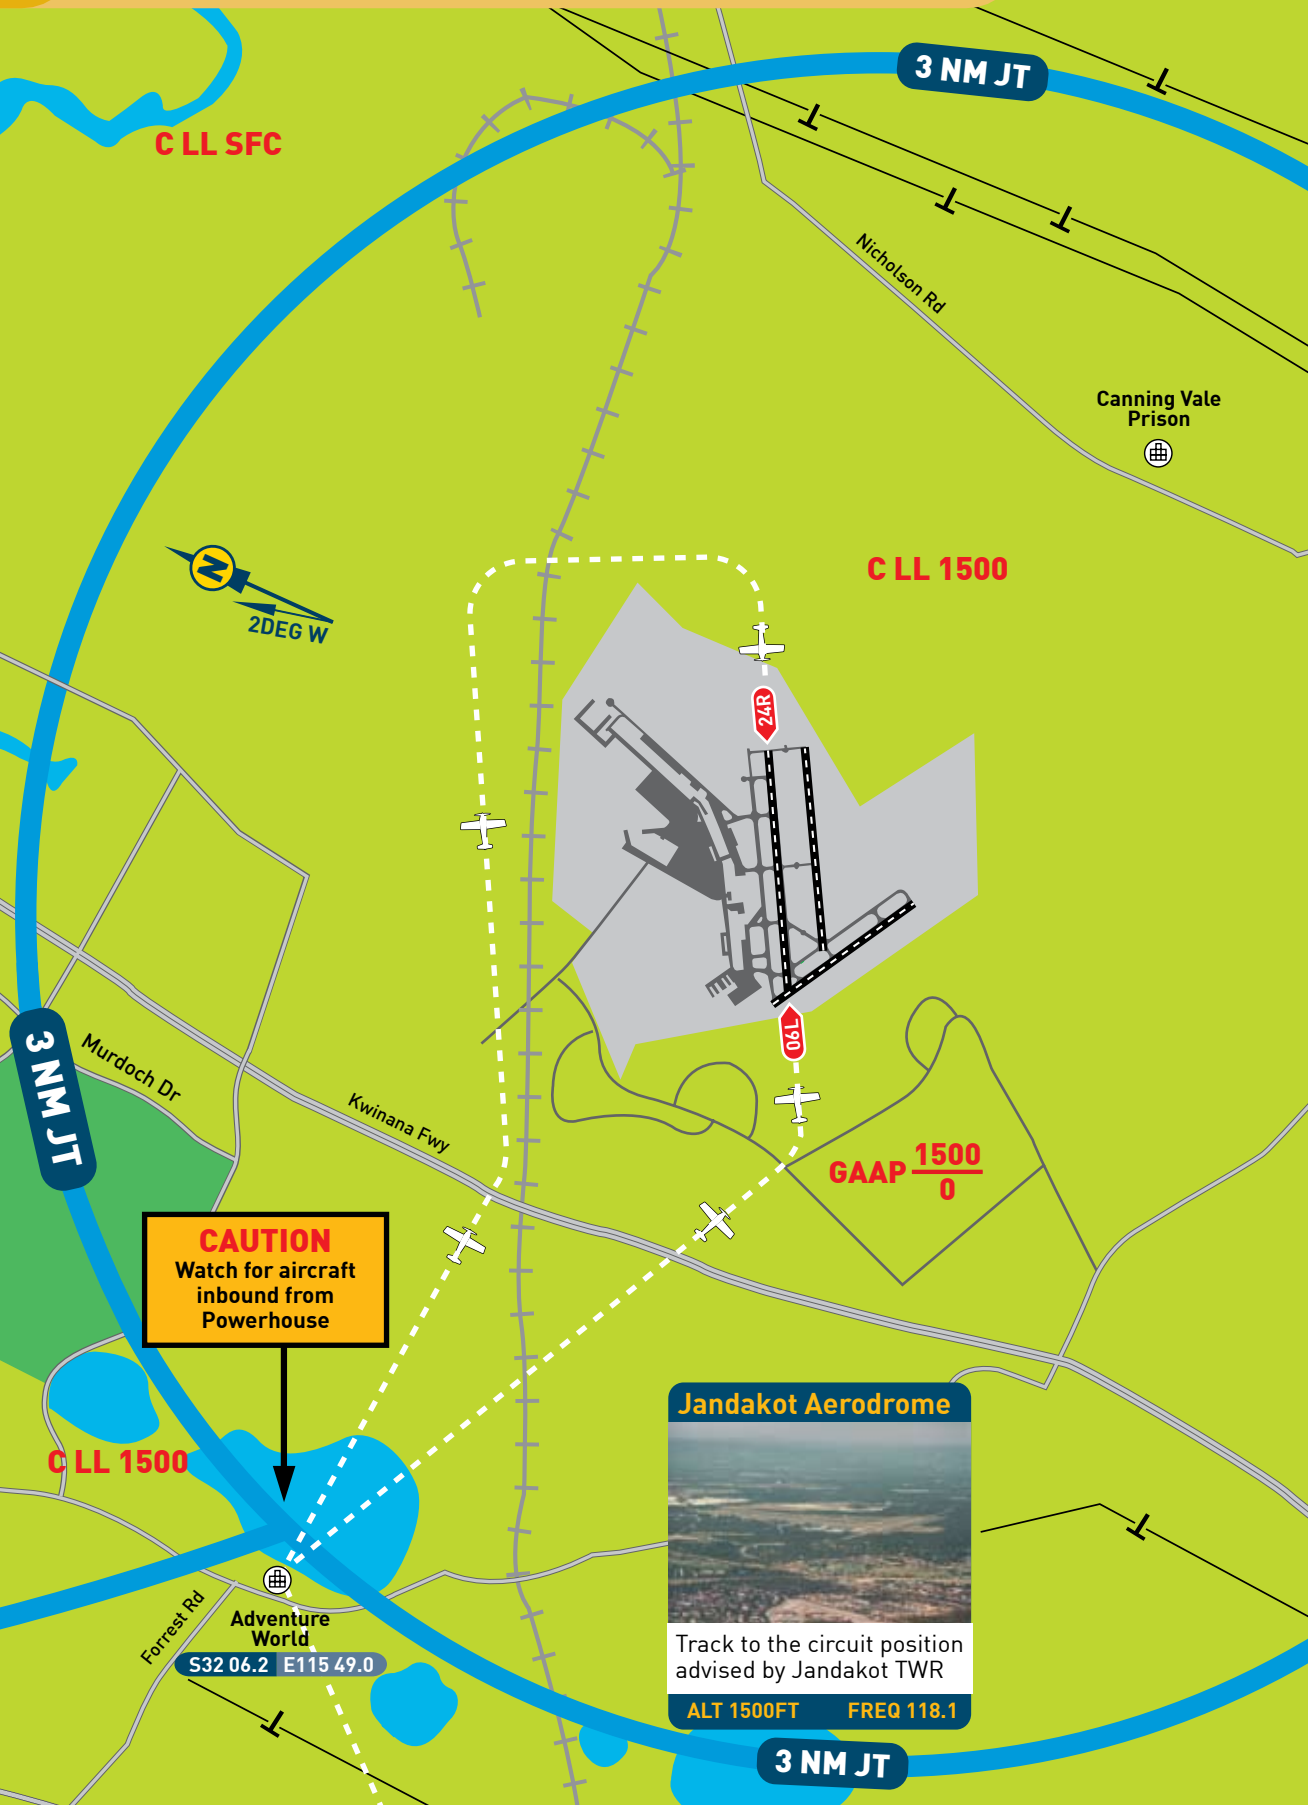 3 NM JT
C LL SFC
Nicholson Rd
Canning Vale
Prison
C LL 1500
N
2DEG W
24R
06L
3 NM JT
Murdoch Dr
Kwinana Fwy
GAAP 1500
0
CAUTION
Watch for aircraft
inbound from
Powerhouse
C LL 1500
Jandakot Aerodrome
Track to the circuit position
advised by Jandakot TWR
ALT 1500FT FREQ 118.1
Forrest Rd
Adventure
World
S32 06.2 E115 49.0
3 NM JT